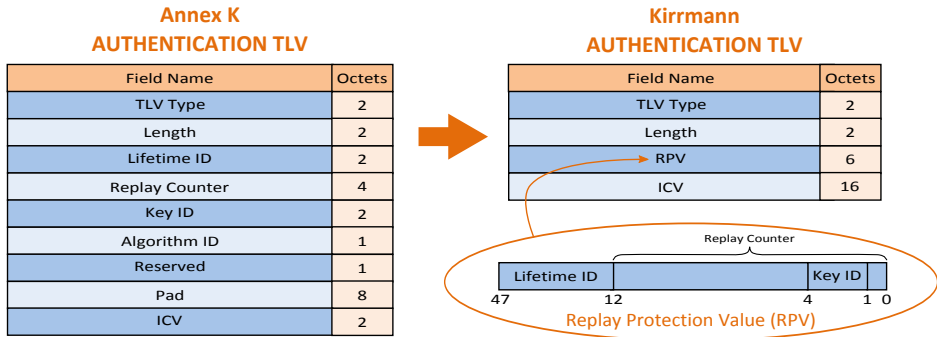 Annex K
AUTHENTICATION TLV
Field Name Octets
TLV Type 2
Length 2
Lifetime ID 2
Replay Counter 4
Key ID 2
Algorithm ID 1
Reserved 1
Pad 8
ICV 2
Kirrmann
AUTHENTICATION TLV
Field Name Octets
TLV Type 2
Length 2
RPV 6
ICV 16
Replay Counter
Lifetime ID Key ID
47 12 4 1 0
Replay Protection Value (RPV)